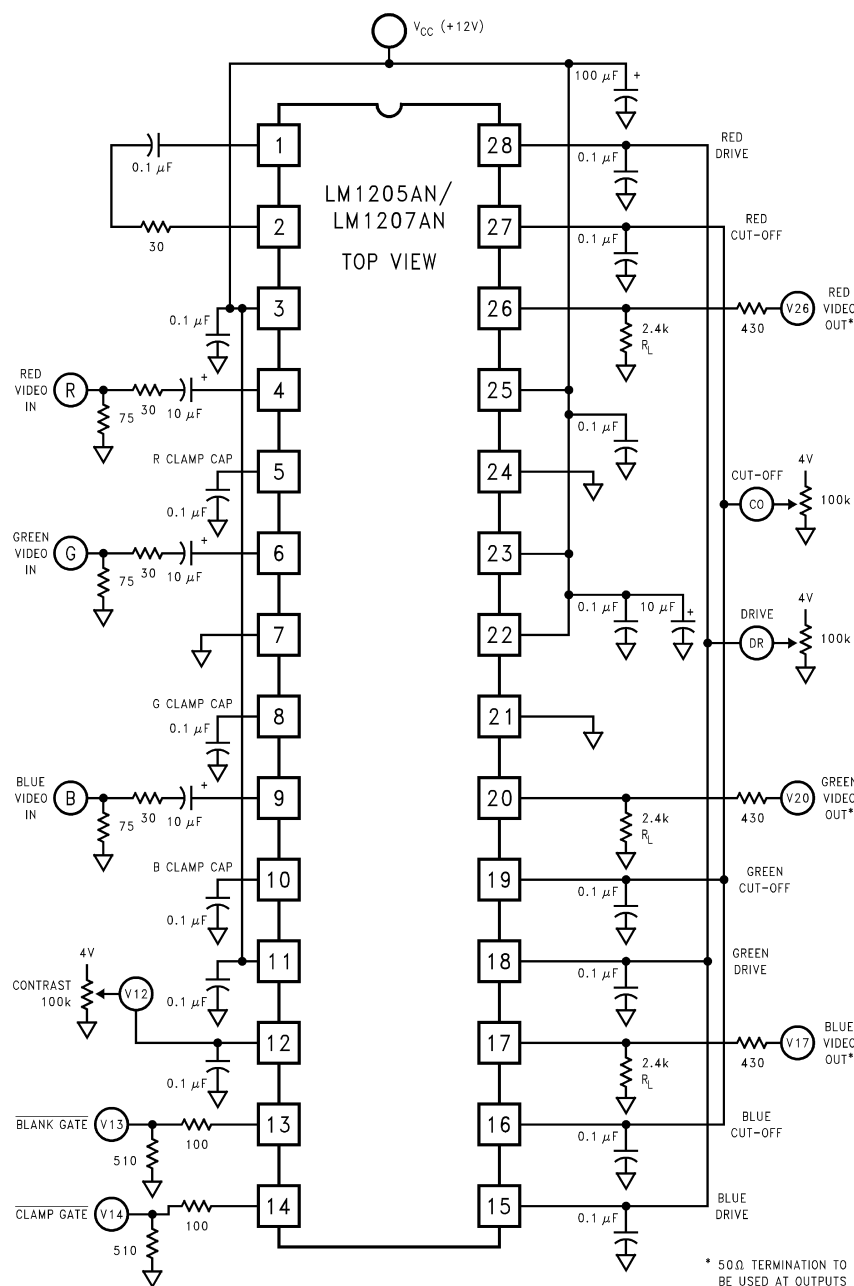 V_CC (+12V)
100 μF +
1
28
RED
DRIVE
0.1 μF
0.1 μF
LM1205AN/
LM1207AN
TOP VIEW
2
27
RED
CUT-OFF
30
0.1 μF
3
26
V26
RED
VIDEO
OUT*
0.1 μF
2.4k
R_L
430
RED
VIDEO
IN
R
+
4
25
75
30
10 μF
0.1 μF
R CLAMP CAP
5
24
0.1 μF
CUT-OFF
4V
CO
100k
GREEN
VIDEO
IN
G
+
6
23
75
30
10 μF
0.1 μF
10 μF
+
DRIVE
4V
DR
100k
7
22
G CLAMP CAP
8
21
0.1 μF
BLUE
VIDEO
IN
B
+
9
20
V20
GREEN
VIDEO
OUT*
75
30
10 μF
2.4k
R_L
430
B CLAMP CAP
10
19
GREEN
CUT-OFF
0.1 μF
0.1 μF
4V
11
18
GREEN
DRIVE
CONTRAST
100k
V12
0.1 μF
0.1 μF
12
17
V17
BLUE
VIDEO
OUT*
0.1 μF
2.4k
R_L
430
BLANK GATE
V13
13
16
BLUE
CUT-OFF
510
100
0.1 μF
CLAMP GATE
V14
14
15
BLUE
DRIVE
510
100
0.1 μF
* 50Ω TERMINATION TO
BE USED AT OUTPUTS